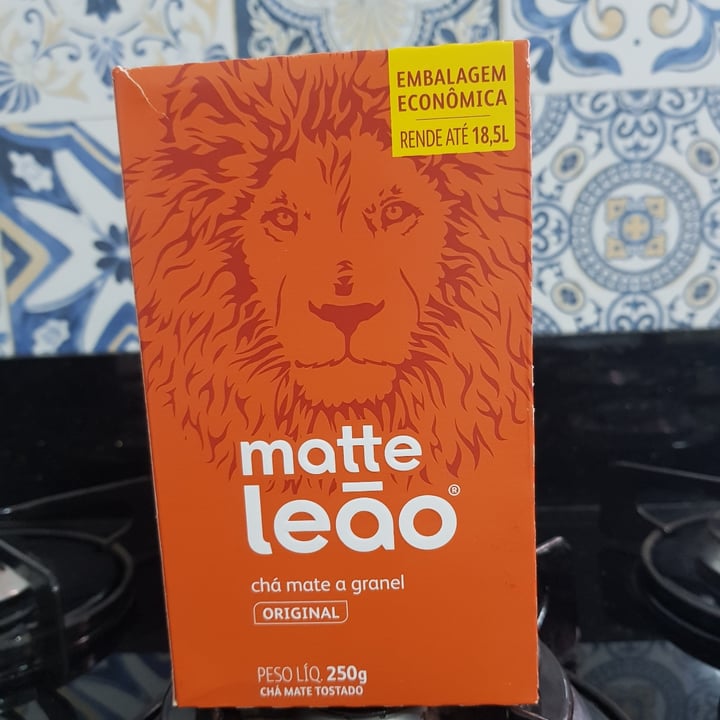 EMBALAGEM
ECONÔMICA
RENDE ATÉ 18,5L
matte
leão®
chá mate a granel
ORIGINAL
PESO LÍQ. 250g
CHÁ MATE TOSTADO